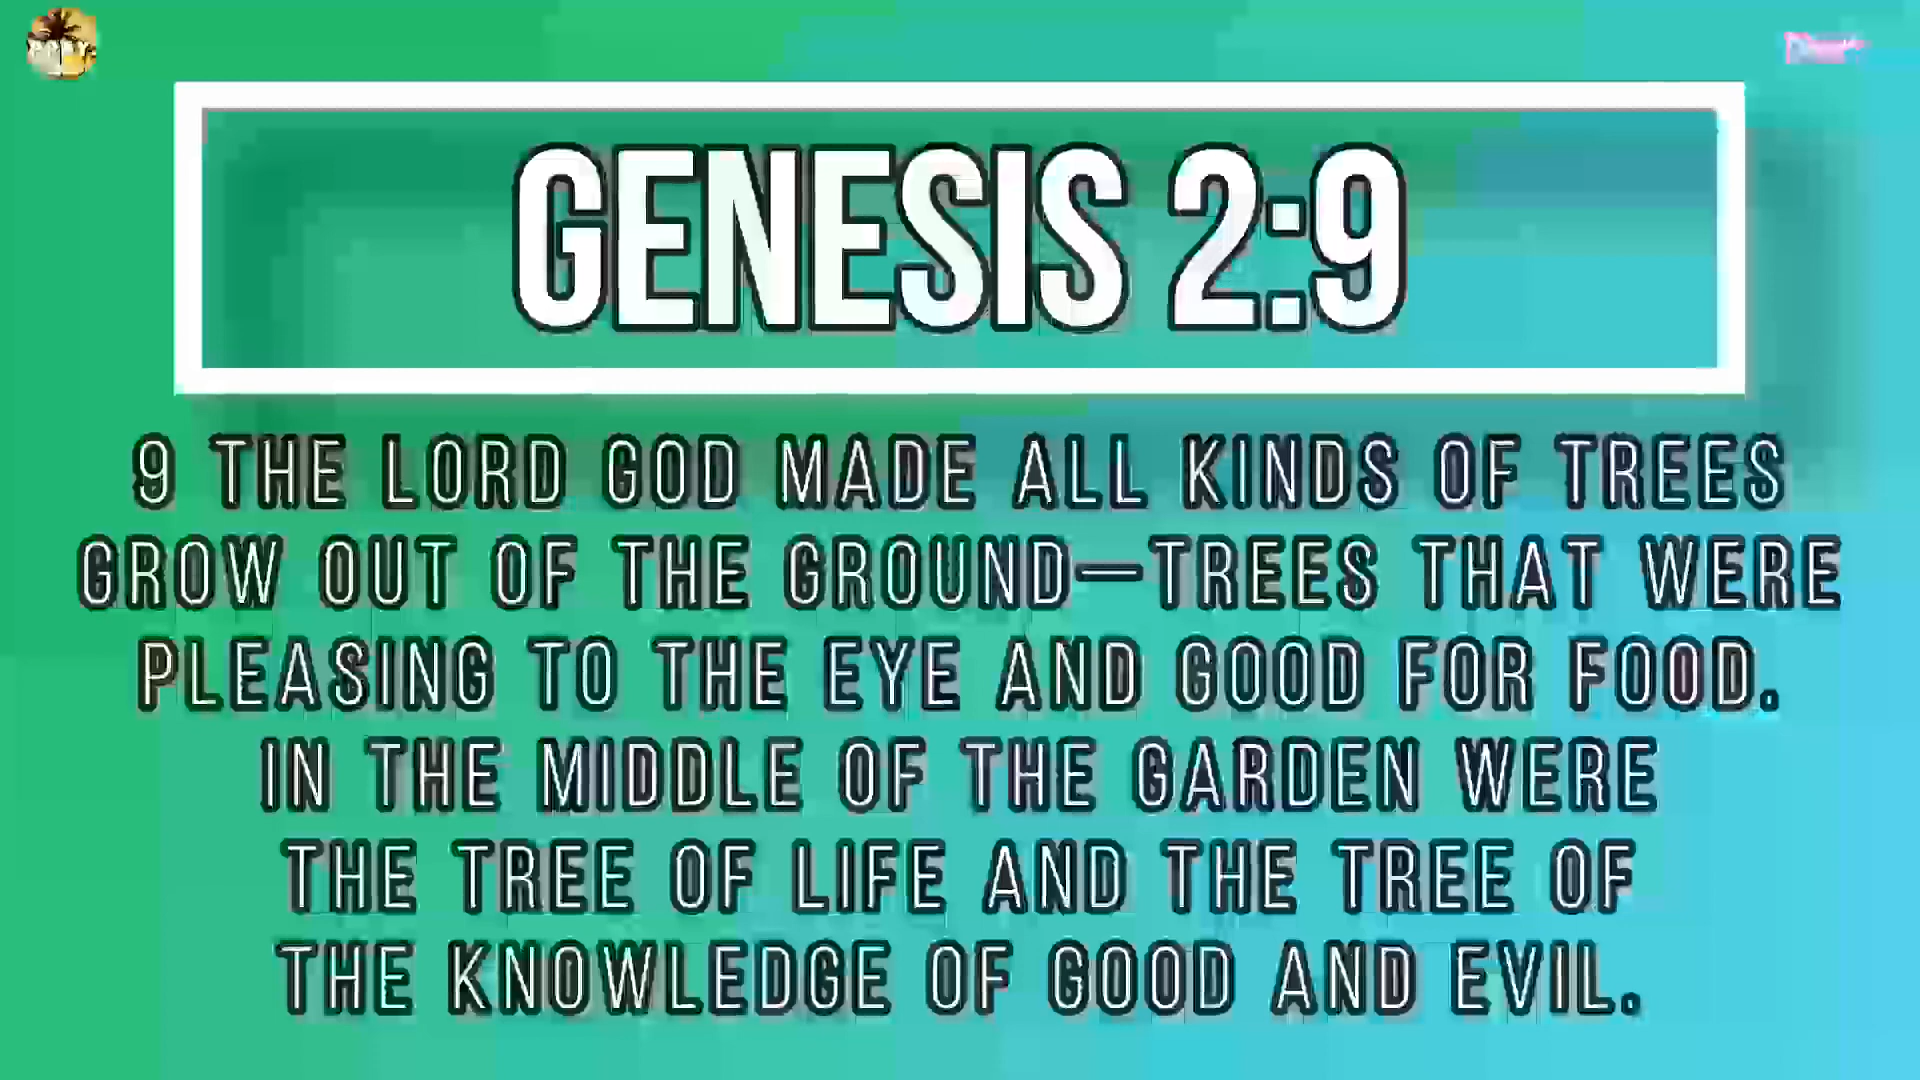 GENESIS 2:9
9 THE LORD GOD MADE ALL KINDS OF TREES
GROW OUT OF THE GROUND—TREES THAT WERE
PLEASING TO THE EYE AND GOOD FOR FOOD.
IN THE MIDDLE OF THE GARDEN WERE
THE TREE OF LIFE AND THE TREE OF
THE KNOWLEDGE OF GOOD AND EVIL.